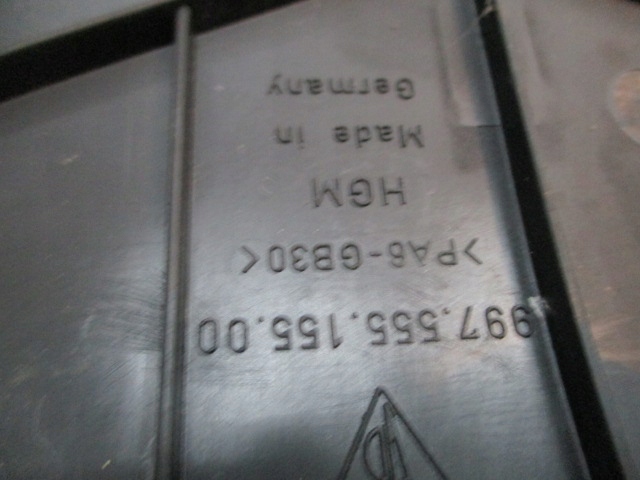 997.555.155.00
>PA6-GB30<
HGM
Made in
Germany